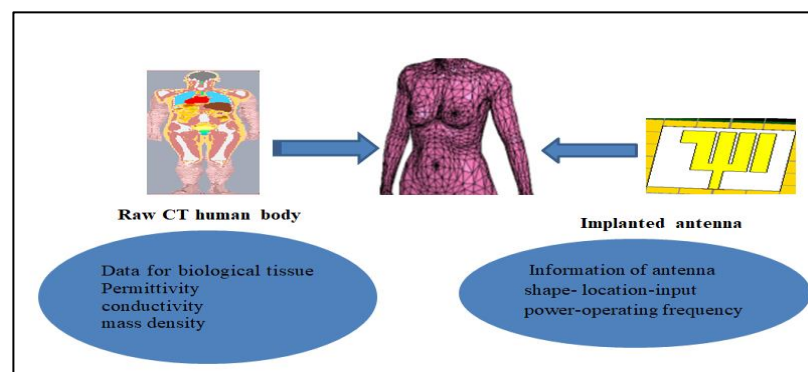 Raw CT human body
Implanted antenna
Data for biological tissue
Permittivity
conductivity
mass density
Information of antenna
shape- location-input
power-operating frequency